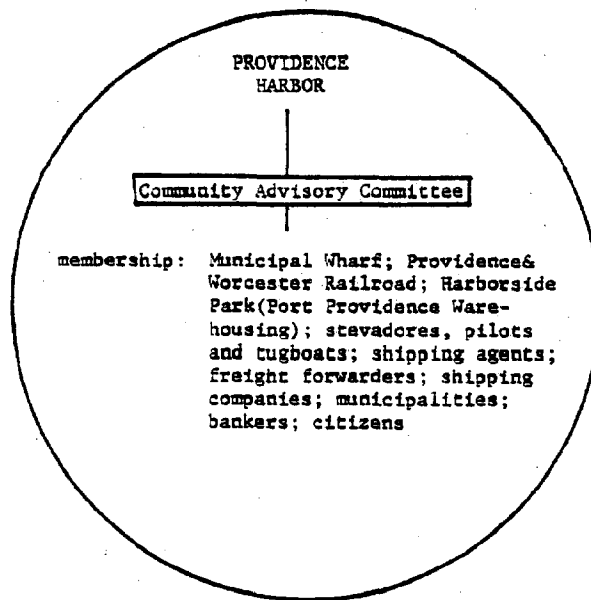 PROVIDENCE
HARBOR
Community Advisory Committee
membership: Municipal Wharf; Providence&
Worcester Railroad; Harborside
Park(Port Providence Ware-
housing); stevadores, pilots
and tugboats; shipping agents;
freight forwarders; shipping
companies; municipalities;
bankers; citizens